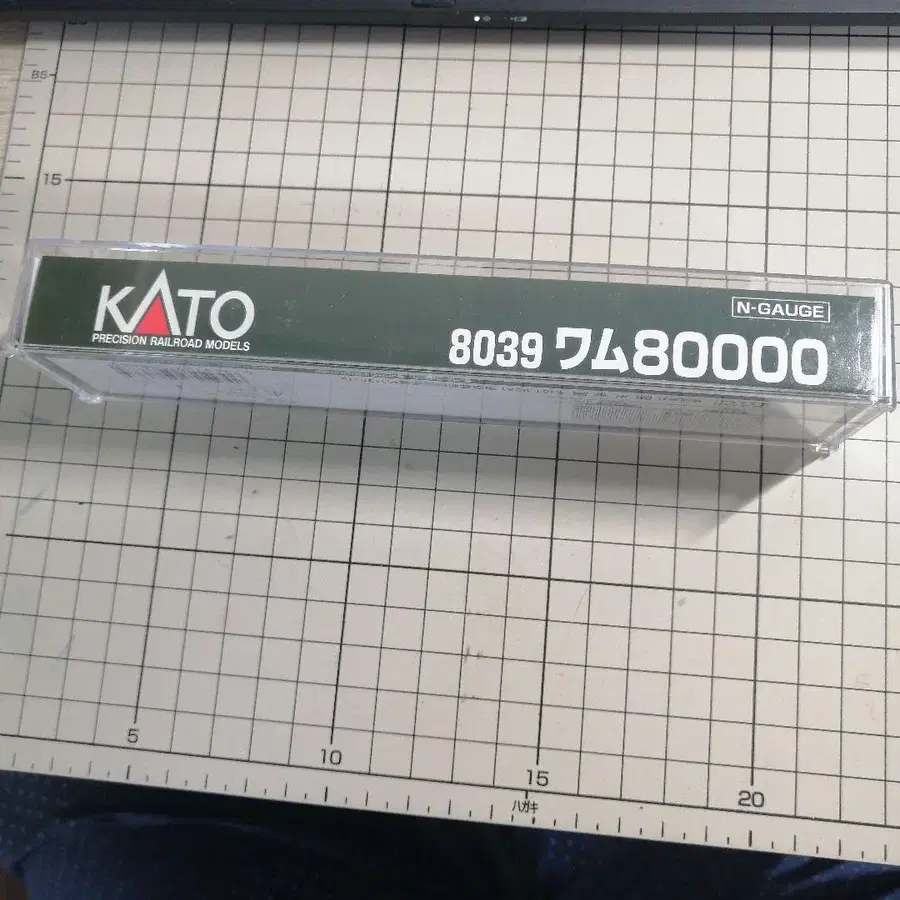 B5
15
KATO
PRECISION RAILROAD MODELS
N-GAUGE
8039 ワム80000
5
10
15
ハガキ
20